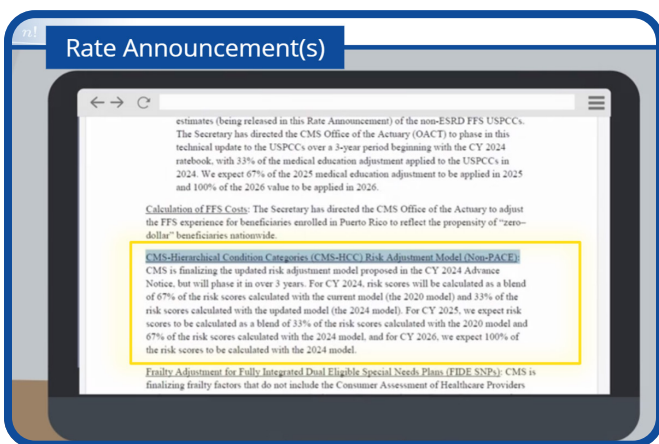 n!
Rate Announcement(s)
estimates (being released in this Rate Announcement) of the non-ESRD FFS USPCCs.
The Secretary has directed the CMS Office of the Actuary (OACT) to phase in this
technical update to the USPCCs over a 3-year period beginning with the CY 2024
ratebook, with 33% of the medical education adjustment applied to the USPCCs in
2024. We expect 67% of the 2025 medical education adjustment to be applied in 2025
and 100% of the 2026 value to be applied in 2026.
Calculation of FFS Costs: The Secretary has directed the CMS Office of the Actuary to adjust
the FFS experience for beneficiaries enrolled in Puerto Rico to reflect the propensity of "zero-
dollar" beneficiaries nationwide.
CMS-Hierarchical Condition Categories (CMS-HCC) Risk Adjustment Model (Non-PACE):
CMS is finalizing the updated risk adjustment model proposed in the CY 2024 Advance
Notice, but will phase it in over 3 years. For CY 2024, risk scores will be calculated as a blend
of 67% of the risk scores calculated with the current model (the 2020 model) and 33% of the
risk scores calculated with the updated model (the 2024 model). For CY 2025, we expect risk
scores to be calculated as a blend of 33% of the risk scores calculated with the 2020 model and
67% of the risk scores calculated with the 2024 model, and for CY 2026, we expect 100% of
the risk scores to be calculated with the 2024 model.
Frailty Adjustment for Fully Integrated Dual Eligible Special Needs Plans (FIDE SNPs): CMS is
finalizing frailty factors that do not include the Consumer Assessment of Healthcare Providers